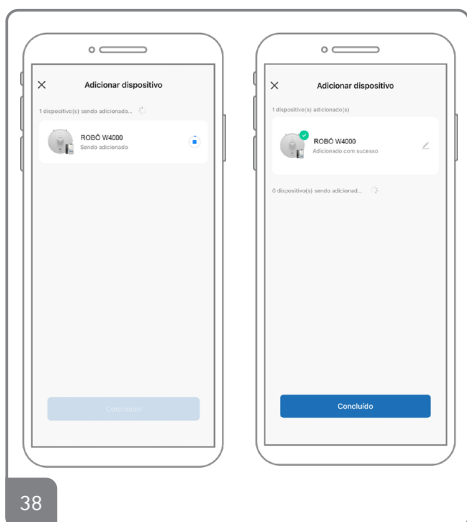 Adicionar dispositivo
1 dispositivo(s) sendo adicionado...
ROBÔ W4000
Sendo adicionado
Concluído
Adicionar dispositivo
1 dispositivo(s) adicionado(s)
ROBÔ W4000
Adicionado com sucesso
0 dispositivo(s) sendo adicionad...
Concluído
38